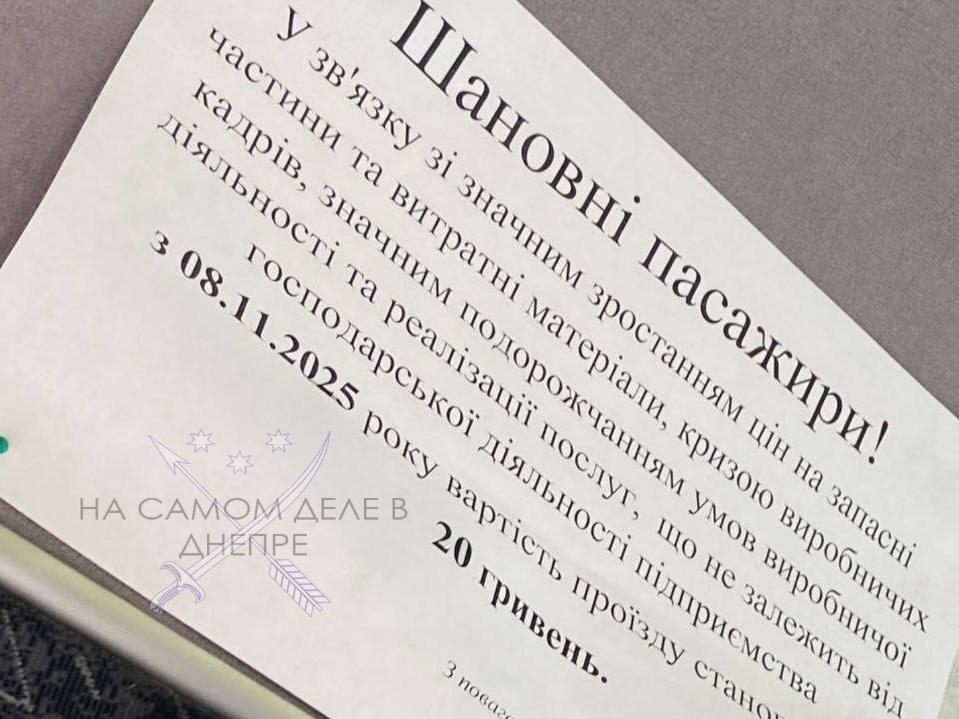 Шановні пасажири!
У зв'язку зі значним зростанням цін на запасні
частини та витратні матеріали, кризою виробничих
кадрів, значним подорожчанням умов виробничої
діяльності та реалізації послуг, що не залежить від
господарської діяльності підприємства
з 08.11.2025 року вартість проїзду
20 гривень.
З
НА САМОМ ДЕЛЕ В
ДНЕПРЕ